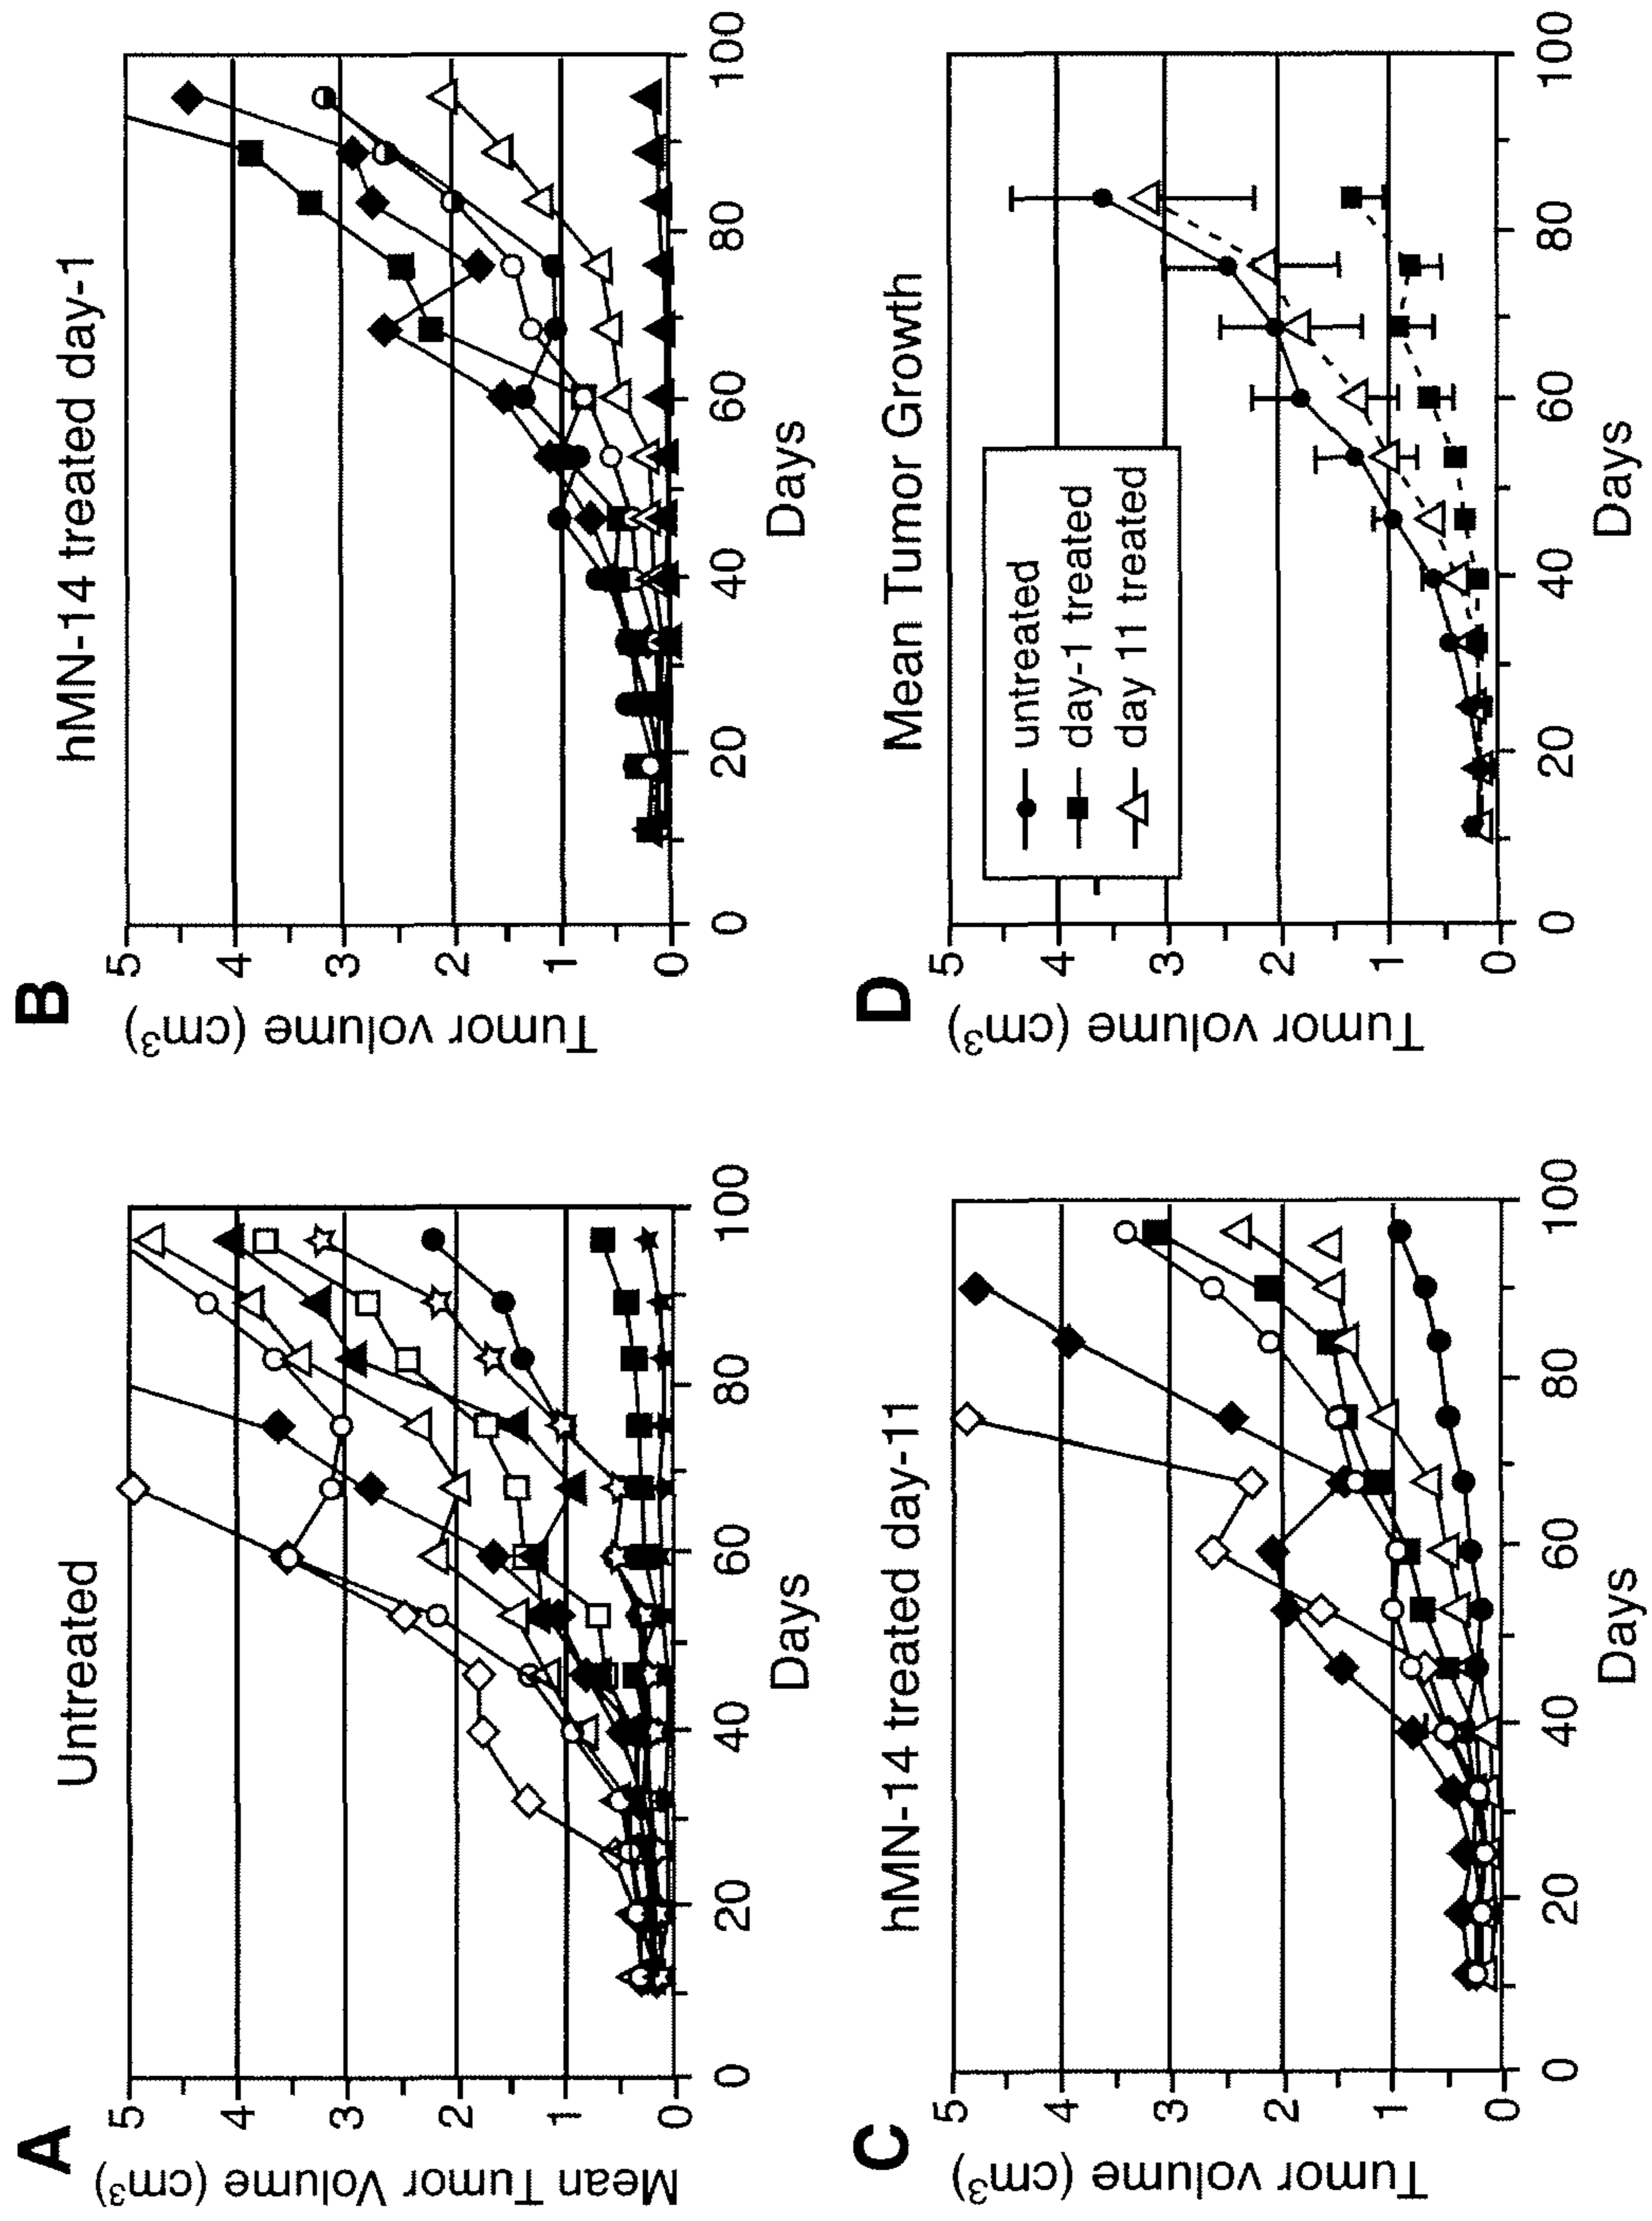 A
Untreated
Mean Tumor Volume (cm³)
5
4
3
2
1
0
0 20 40 60 80 100
Days
B
hMN-14 treated day-1
Tumor volume (cm³)
5
4
3
2
1
0
0 20 40 60 80 100
Days
C
hMN-14 treated day-11
Tumor volume (cm³)
5
4
3
2
1
0
0 20 40 60 80 100
Days
D
Mean Tumor Growth
Tumor volume (cm³)
5
4
3
2
1
0
untreated
day-1 treated
day 11 treated
0 20 40 60 80 100
Days